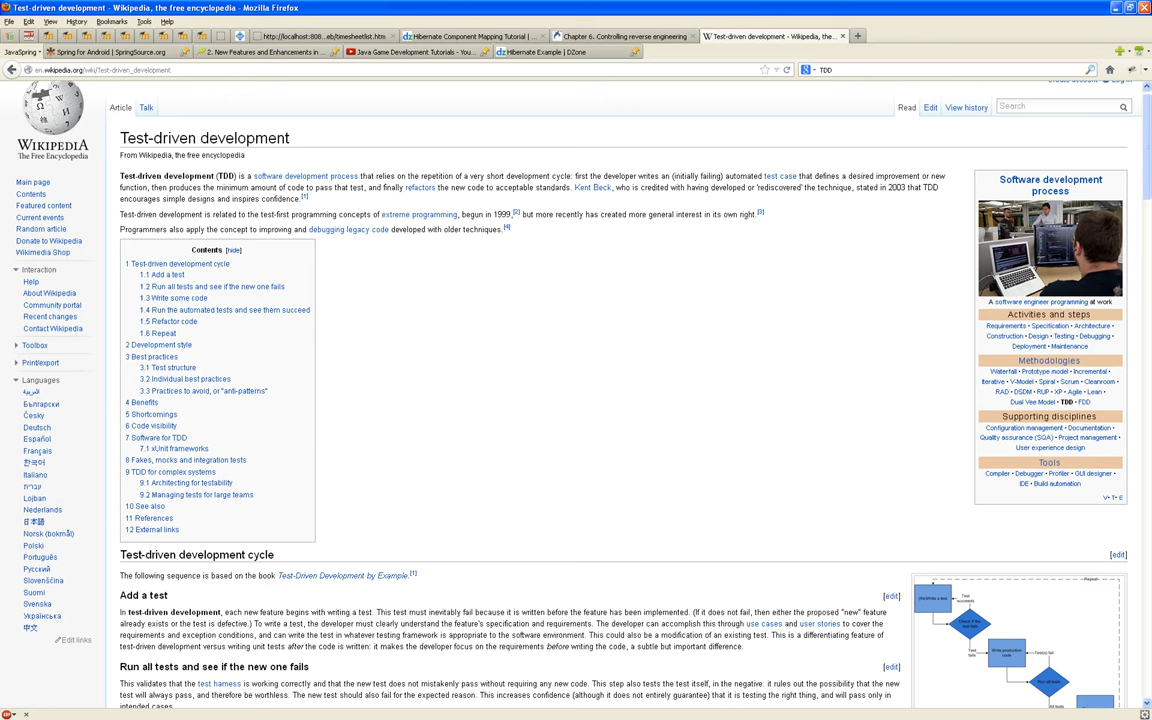 Test-driven development - Wikipedia, the free encyclopedia - Mozilla Firefox
File Edit View History Bookmarks Tools Help
http://localhost:808...eb/timesheetlist.htm
Hibernate Component Mapping Tutorial | ...
Chapter 6. Controlling reverse engineering
Test-driven development - Wikipedia, the...
JavaSpring
Spring for Android | SpringSource.org
2. New Features and Enhancements in ...
Java Game Development Tutorials - You...
Hibernate Example | DZone
en.wikipedia.org/wiki/Test-driven_development
TDD
WIKIPEDIA
The Free Encyclopedia
Main page
Contents
Featured content
Current events
Random article
Donate to Wikipedia
Wikimedia Shop
Interaction
Help
About Wikipedia
Community portal
Recent changes
Contact Wikipedia
Toolbox
Print/export
Languages
العربية
Български
Česky
Deutsch
Español
Français
한국어
Italiano
עברית
Lojban
Nederlands
日本語
Norsk (bokmål)
Polski
Português
Русский
Slovenščina
Suomi
Svenska
Українська
中文
Edit links
Article Talk
Read Edit View history
Search
Test-driven development
From Wikipedia, the free encyclopedia
Test-driven development (TDD) is a software development process that relies on the repetition of a very short development cycle: first the developer writes an (initially failing) automated test case that defines a desired improvement or new
function, then produces the minimum amount of code to pass that test, and finally refactors the new code to acceptable standards. Kent Beck, who is credited with having developed or 'rediscovered' the technique, stated in 2003 that TDD
encourages simple designs and inspires confidence.[1]
Test-driven development is related to the test-first programming concepts of extreme programming, begun in 1999,[2] but more recently has created more general interest in its own right.[3]
Programmers also apply the concept to improving and debugging legacy code developed with older techniques.[4]
Contents [hide]
1 Test-driven development cycle
1.1 Add a test
1.2 Run all tests and see if the new one fails
1.3 Write some code
1.4 Run the automated tests and see them succeed
1.5 Refactor code
1.6 Repeat
2 Development style
3 Best practices
3.1 Test structure
3.2 Individual best practices
3.3 Practices to avoid, or "anti-patterns"
4 Benefits
5 Shortcomings
6 Code visibility
7 Software for TDD
7.1 xUnit frameworks
8 Fakes, mocks and integration tests
9 TDD for complex systems
9.1 Architecting for testability
9.2 Managing tests for large teams
10 See also
11 References
12 External links
Software development
process
A software engineer programming at work
Activities and steps
Requirements • Specification • Architecture •
Construction • Design • Testing • Debugging •
Deployment • Maintenance
Methodologies
Waterfall • Prototype model • Incremental •
Iterative • V-Model • Spiral • Scrum • Cleanroom •
RAD • DSDM • RUP • XP • Agile • Lean •
Dual Vee Model • TDD • FDD
Supporting disciplines
Configuration management • Documentation •
Quality assurance (SQA) • Project management •
User experience design
Tools
Compiler • Debugger • Profiler • GUI designer •
IDE • Build automation
V • T • E
Test-driven development cycle [edit]
The following sequence is based on the book Test-Driven Development by Example.[1]
Add a test [edit]
In test-driven development, each new feature begins with writing a test. This test must inevitably fail because it is written before the feature has been implemented. (If it does not fail, then either the proposed "new" feature
already exists or the test is defective.) To write a test, the developer must clearly understand the feature's specification and requirements. The developer can accomplish this through use cases and user stories to cover the
requirements and exception conditions, and can write the test in whatever testing framework is appropriate to the software environment. This could also be a modification of an existing test. This is a differentiating feature of
test-driven development versus writing unit tests after the code is written: it makes the developer focus on the requirements before writing the code, a subtle but important difference.
Run all tests and see if the new one fails [edit]
This validates that the test harness is working correctly and that the new test does not mistakenly pass without requiring any new code. This step also tests the test itself, in the negative: it rules out the possibility that the new
test will always pass, and therefore be worthless. The new test should also fail for the expected reason. This increases confidence (although it does not entirely guarantee) that it is testing the right thing, and will pass only in
intended cases.
Repeat
(Re)Write a test
Test succeeds
Check if the test fails
Test fails
Write production code
Test(s) fail
Run all tests
All tests